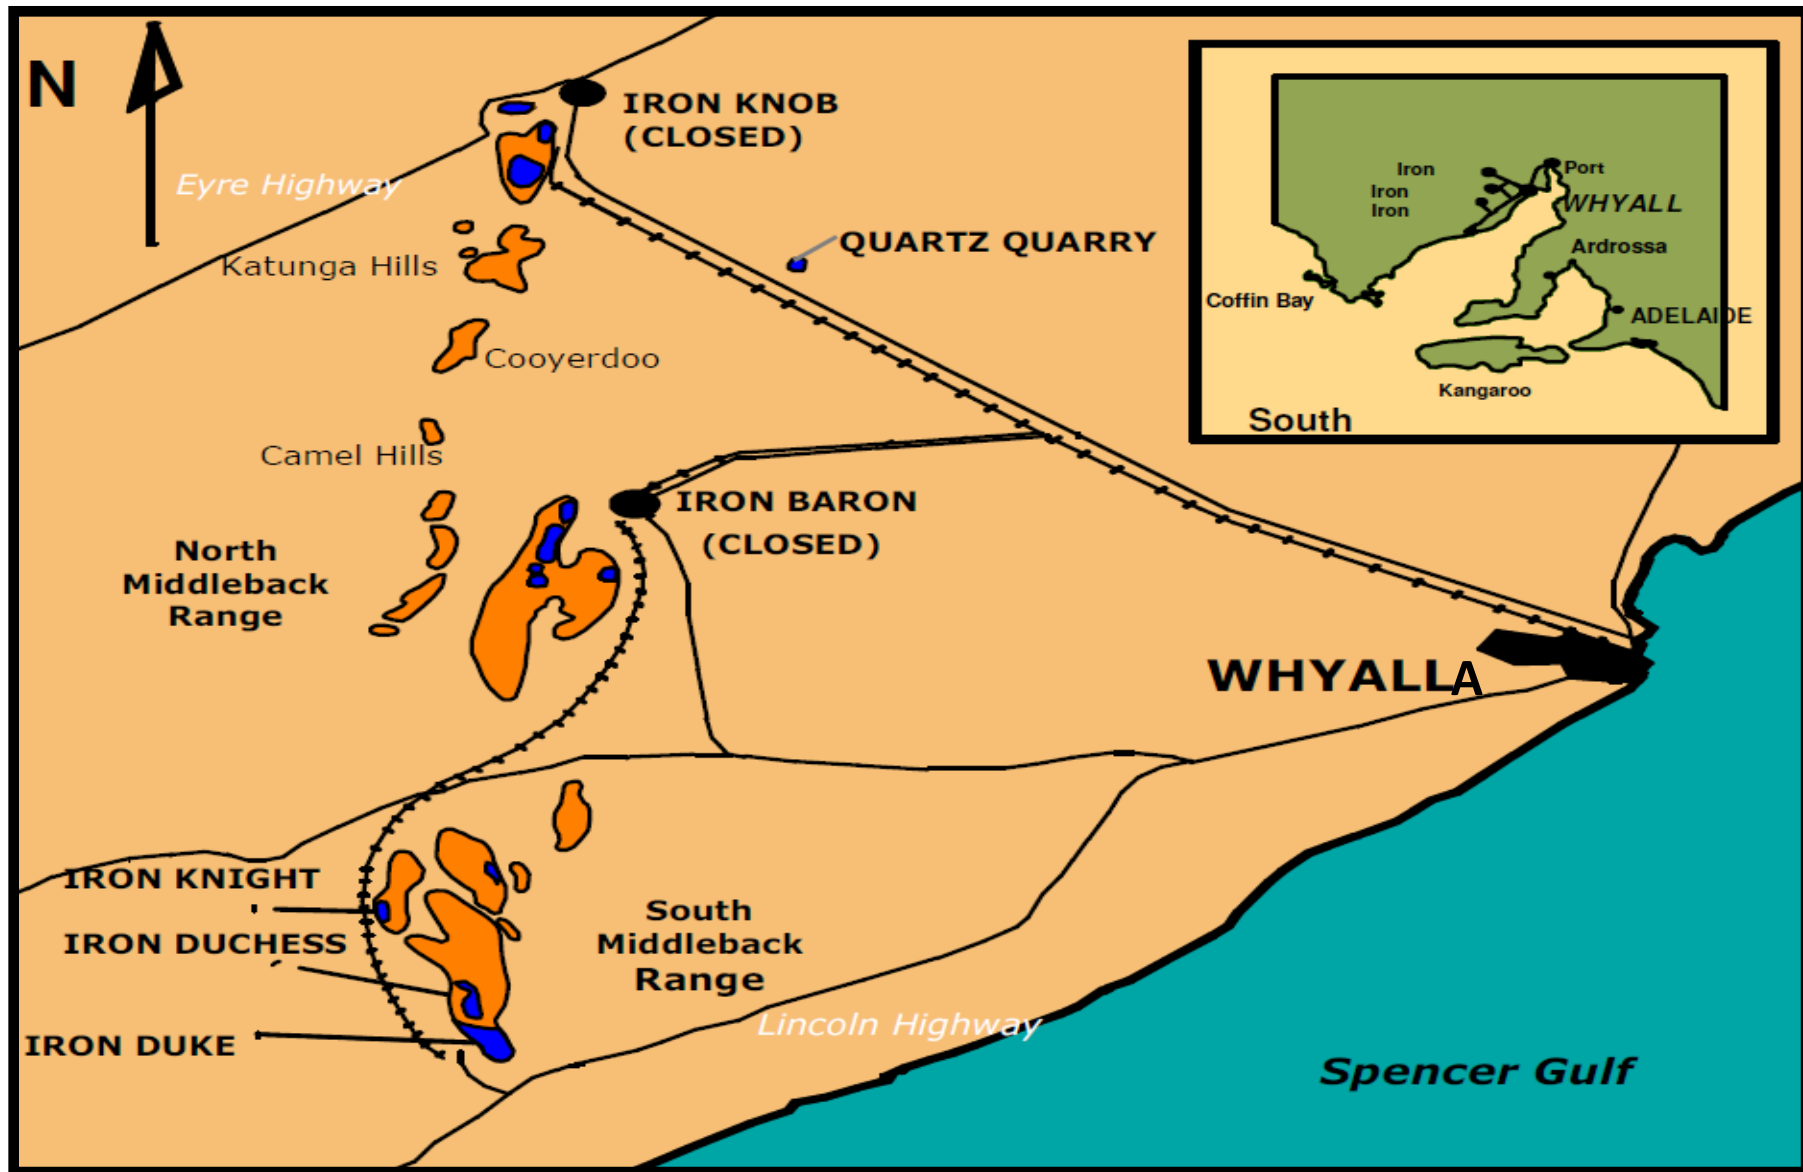 N
IRON KNOB
(CLOSED)
Eyre Highway
QUARTZ QUARRY
Katunga Hills
Cooyerdoo
Camel Hills
IRON BARON
(CLOSED)
North
Middleback
Range
WHYALLA
IRON KNIGHT
IRON DUCHESS
IRON DUKE
South
Middleback
Range
Lincoln Highway
Spencer Gulf
Iron
Iron
Iron
Port
WHYALL
Ardrossa
Coffin Bay
ADELAIDE
Kangaroo
South